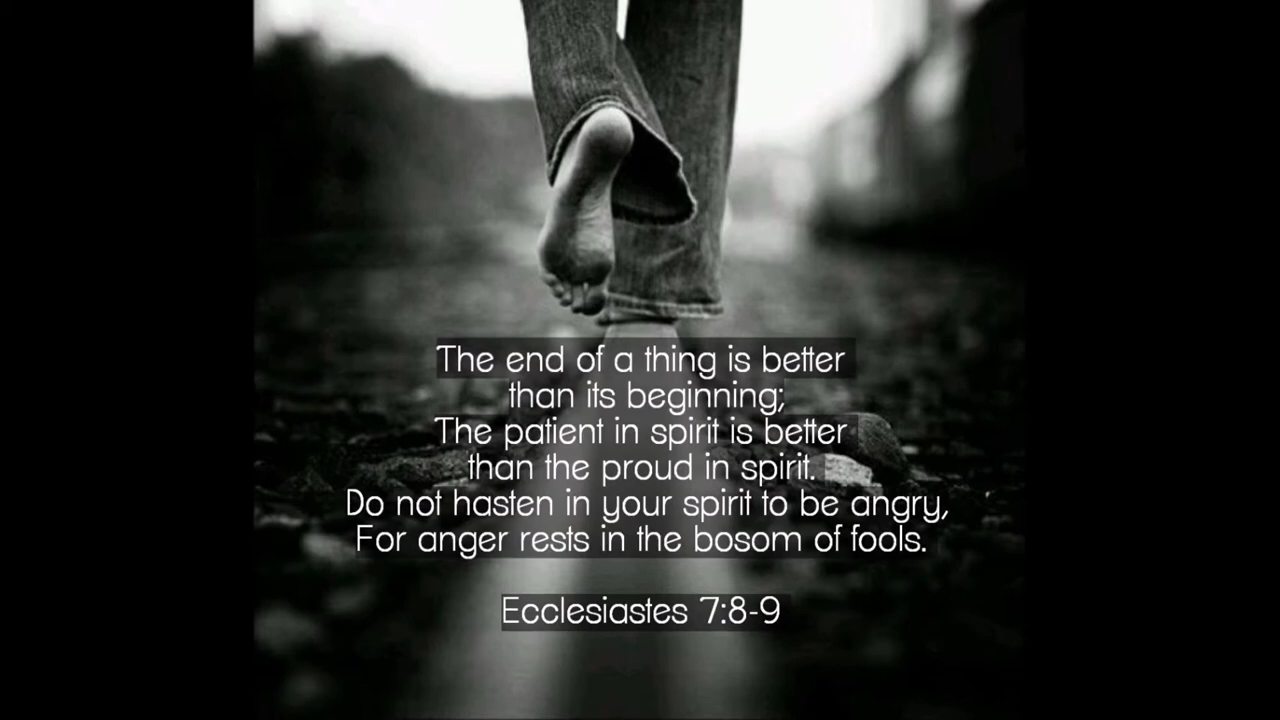 The end of a thing is better
than its beginning;
The patient in spirit is better
than the proud in spirit.
Do not hasten in your spirit to be angry,
For anger rests in the bosom of fools.
Ecclesiastes 7:8-9